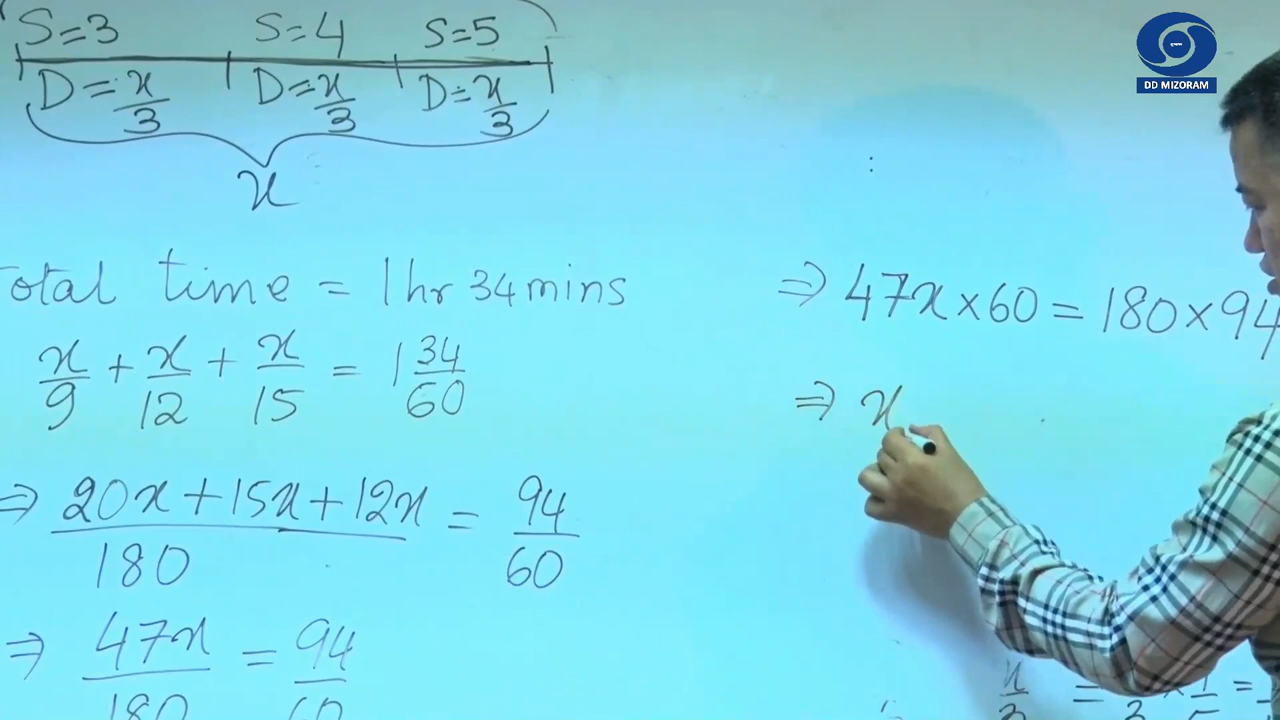 S=3 S=4 S=5
D=x/3 D=x/3 D=x/3
x
DD MIZORAM
Total time = 1hr 34mins
x/9 + x/12 + x/15 = 1 34/60
⇒ (20x+15x+12x)/180 = 94/60
⇒ 47x/180 = 94/60
⇒ 47x×60=180×94
⇒ x